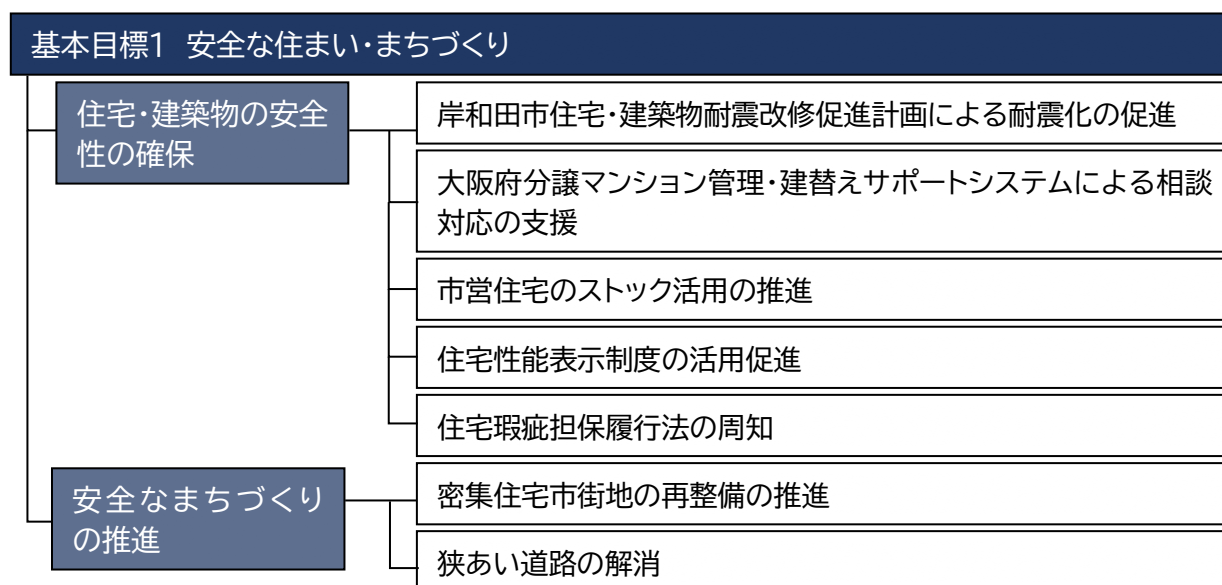 基本目標1 安全な住まい・まちづくり
住宅・建築物の安全
性の確保
岸和田市住宅・建築物耐震改修促進計画による耐震化の促進
大阪府分譲マンション管理・建替えサポートシステムによる相談
対応の支援
市営住宅のストック活用の推進
住宅性能表示制度の活用促進
住宅瑕疵担保履行法の周知
安全なまちづくり
の推進
密集住宅市街地の再整備の推進
狭あい道路の解消